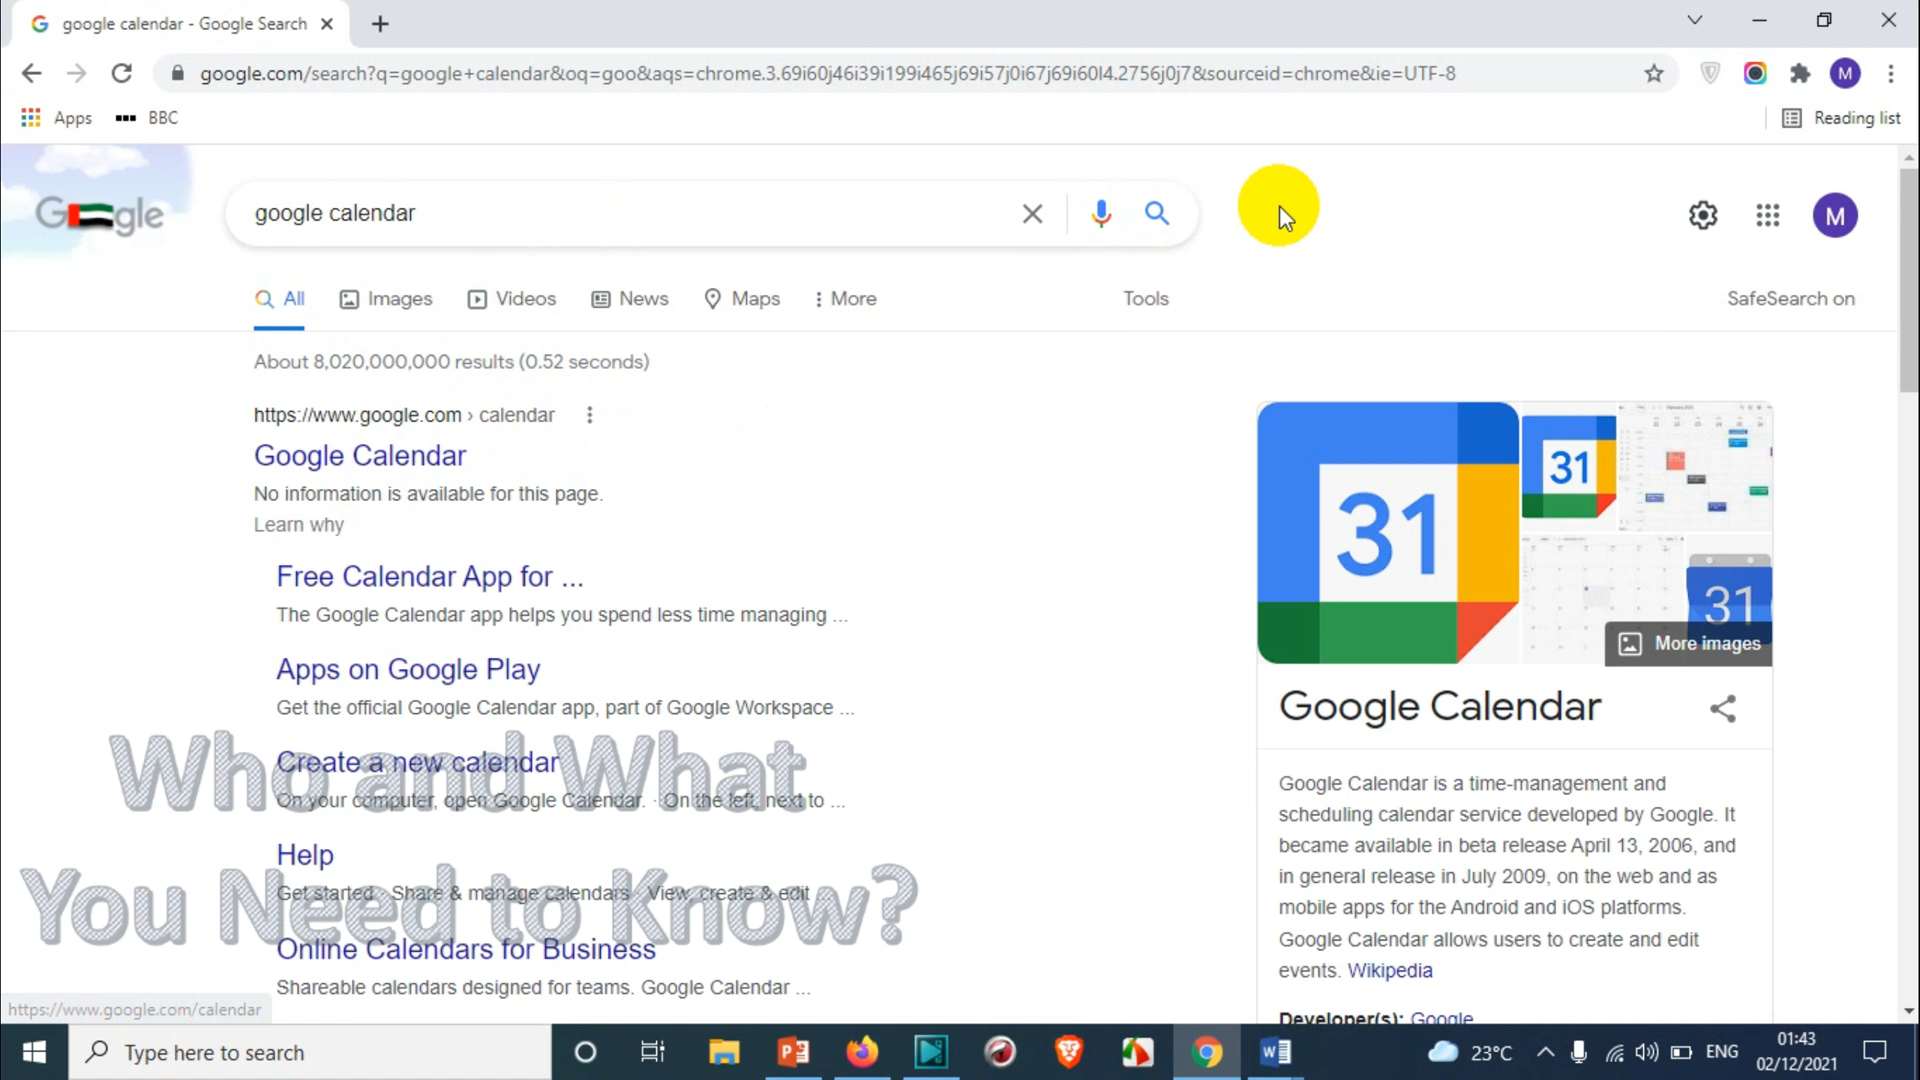 google calendar - Google Search
google.com/search?q=google+calendar&oq=goo&aqs=chrome.3.69i60j46i39i199i465j69i57j0i67j69i60l4.2756j0j7&sourceid=chrome&ie=UTF-8
M
Apps
BBC
Reading list
Google
google calendar
M
All
Images
Videos
News
Maps
More
Tools
SafeSearch on
About 8,020,000,000 results (0.52 seconds)
https://www.google.com › calendar
Google Calendar
No information is available for this page.
Learn why
Free Calendar App for ...
The Google Calendar app helps you spend less time managing ...
Apps on Google Play
Get the official Google Calendar app, part of Google Workspace ...
Create a new calendar
On your computer, open Google Calendar. · On the left, next to ...
Help
Get started · Share & manage calendars · View, create & edit ...
Online Calendars for Business
Shareable calendars designed for teams. Google Calendar ...
Who and What
You Need to Know?
31
31
31
More images
Google Calendar
Google Calendar is a time-management and
scheduling calendar service developed by Google. It
became available in beta release April 13, 2006, and
in general release in July 2009, on the web and as
mobile apps for the Android and iOS platforms.
Google Calendar allows users to create and edit
events. Wikipedia
Developer(s): Google
https://www.google.com/calendar
Type here to search
23°C
ENG
01:43
02/12/2021